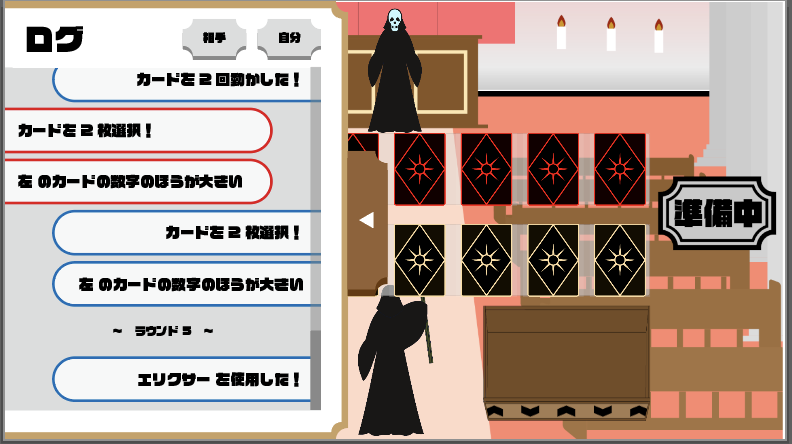 ログ
相手
自分
カードを 2 回動かした！
カードを 2 枚選択！
左 のカードの数字のほうが大きい
カードを 2 枚選択！
左 のカードの数字のほうが大きい
～ ラウンド 5 ～
エリクサー を使用した！
準備中